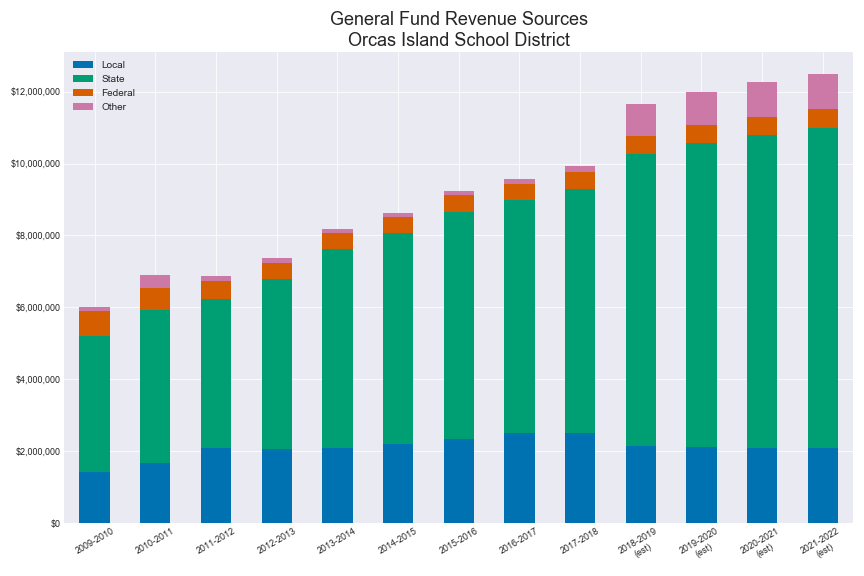 General Fund Revenue Sources
Orcas Island School District
Local
State
Federal
Other
$12,000,000
$10,000,000
$8,000,000
$6,000,000
$4,000,000
$2,000,000
$0
2009-2010
2010-2011
2011-2012
2012-2013
2013-2014
2014-2015
2015-2016
2016-2017
2017-2018
2018-2019
(est)
2019-2020
(est)
2020-2021
(est)
2021-2022
(est)